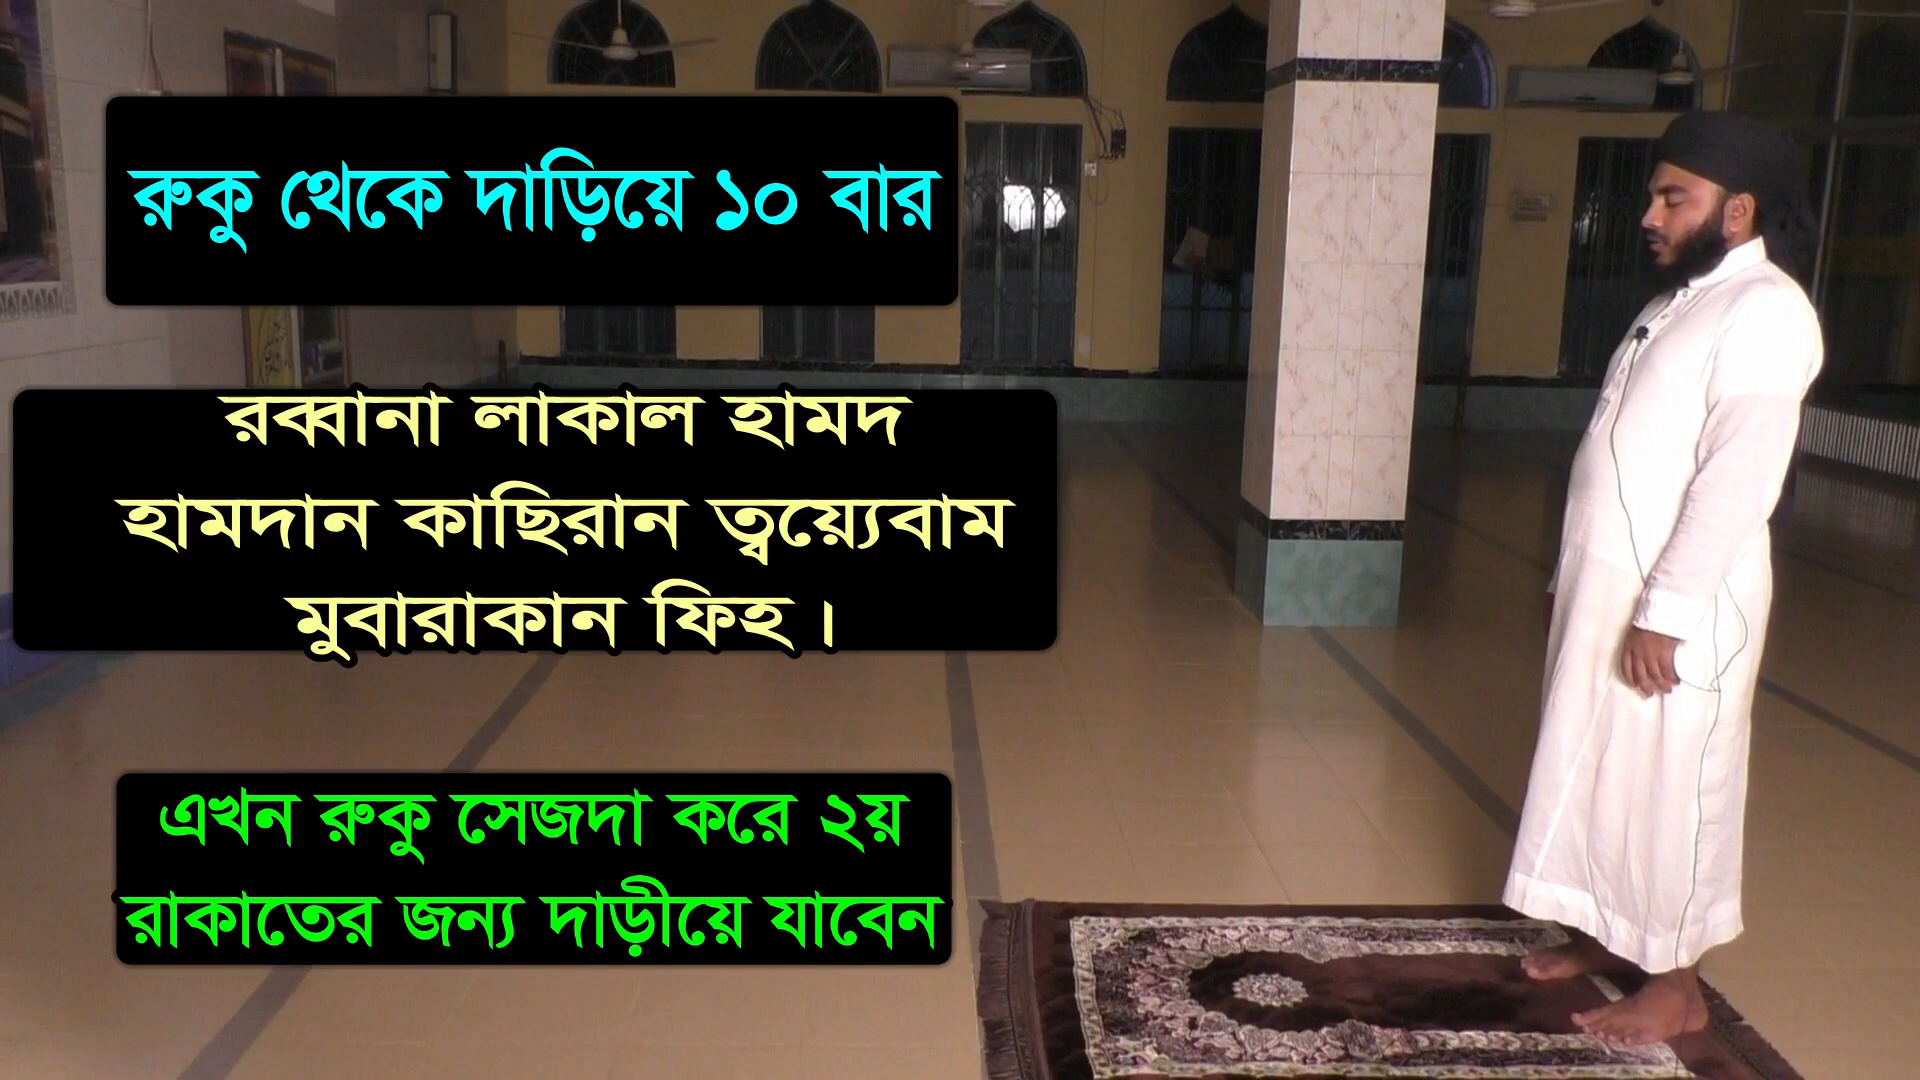 রুকু থেকে দাড়িয়ে ১০ বার
রব্বানা লাকাল হামদ
হামদান কাছিরান ত্বয়্যেবাম
মুবারাকান ফিহ।
এখন রুকু সেজদা করে ২য়
রাকাতের জন্য দাড়ীয়ে যাবেন